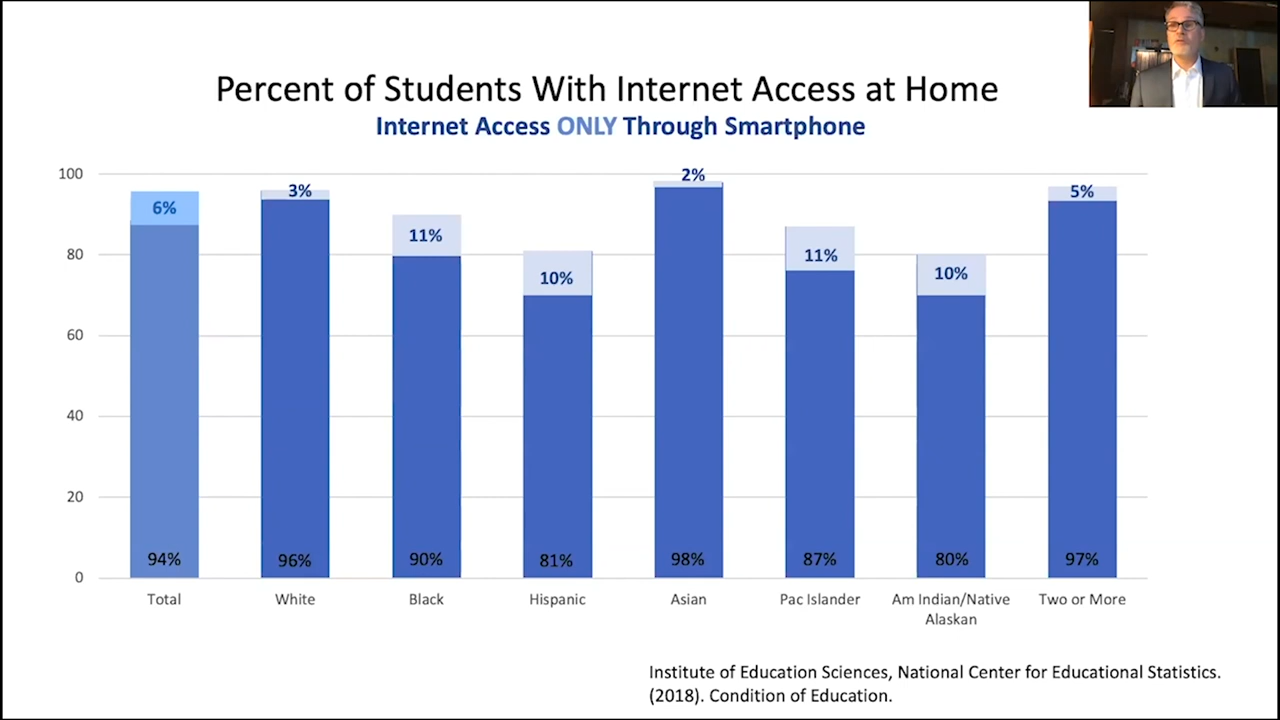 Percent of Students With Internet Access at Home
Internet Access ONLY Through Smartphone
100
80
60
40
20
0
6%
3%
11%
10%
2%
11%
10%
5%
94%
96%
90%
81%
98%
87%
80%
97%
Total
White
Black
Hispanic
Asian
Pac Islander
Am Indian/Native
Alaskan
Two or More
Institute of Education Sciences, National Center for Educational Statistics.
(2018). Condition of Education.